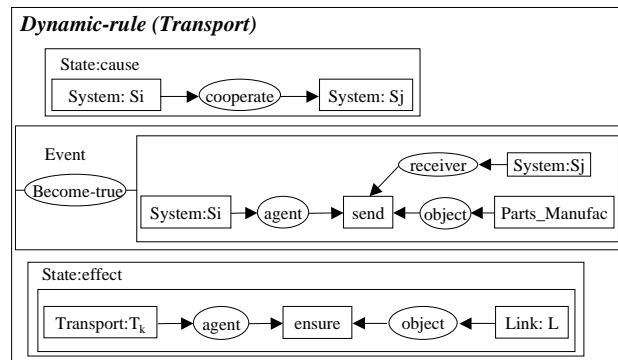 Dynamic-rule (Transport)
State:cause
System: Si cooperate System: Sj
Event
receiver System:Sj
Become-true
System:Si agent send object Parts_Manufac
State:effect
Transport:Tk agent ensure object Link: L